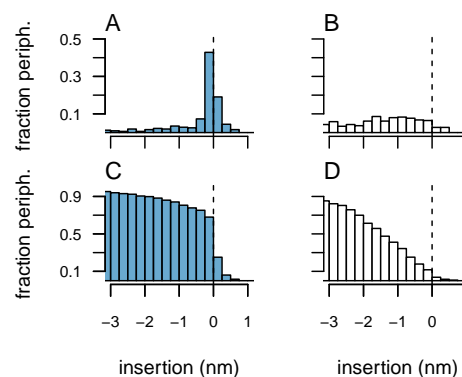 A B
fraction periph.
0.5
0.3
0.1
C D
fraction periph.
0.9
0.5
0.1
−3 −2 −1 0 1 −3 −2 −1 0
insertion (nm) insertion (nm)